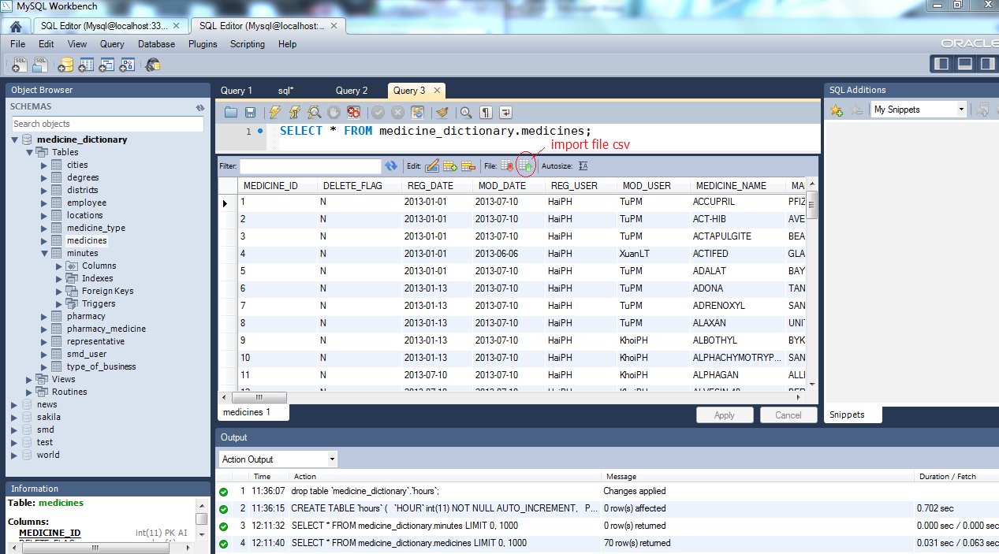 MySQL Workbench
SQL Editor (Mysql@localhost:33... ✕
SQL Editor (Mysql@localhost:... ✕
File Edit View Query Database Plugins Scripting Help
ORACLE
Object Browser
SCHEMAS
Search objects
medicine_dictionary
Tables
cities
degrees
districts
employee
locations
medicine_type
medicines
minutes
Columns
Indexes
Foreign Keys
Triggers
pharmacy
pharmacy_medicine
representative
smd_user
type_of_business
Views
Routines
news
sakila
smd
test
world
Information
Table: medicines
Columns:
MEDICINE_ID int(11) PK AI
Query 1 sql* Query 2 Query 3 ✕
1 SELECT * FROM medicine_dictionary.medicines;
import file csv
Filter: Edit: File: Autosize:
MEDICINE_ID DELETE_FLAG REG_DATE MOD_DATE REG_USER MOD_USER MEDICINE_NAME
1 N 2013-01-01 2013-07-10 HaiPH TuPM ACCUPRIL PFIZ
2 N 2013-01-01 2013-07-10 HaiPH TuPM ACT-HIB AVE
3 N 2013-01-01 2013-07-10 HaiPH TuPM ACTAPULGITE BEA
4 N 2013-01-01 2013-06-06 HaiPH XuanLT ACTIFED GLA
5 N 2013-01-01 2013-07-10 HaiPH TuPM ADALAT BAY
6 N 2013-01-13 2013-07-10 HaiPH TuPM ADONA TAN
7 N 2013-01-13 2013-07-10 HaiPH TuPM ADRENOXYL SAN
8 N 2013-01-13 2013-07-10 HaiPH TuPM ALAXAN UNI
9 N 2013-01-13 2013-07-10 HaiPH KhoiPH ALBOTHYL BYK
10 N 2013-01-13 2013-07-10 HaiPH KhoiPH ALPHACHYMOTRYP... SAN
11 N 2013-07-10 2013-07-10 HaiPH KhoiPH ALPHAGAN ALLI
medicines 1
Apply Cancel
SQL Additions
My Snippets
Snippets
Output
Action Output
Time Action Message Duration / Fetch
1 11:36:07 drop table `medicine_dictionary`.`hours`; Changes applied
2 11:36:15 CREATE TABLE `hours` ( `HOUR` int(11) NOT NULL AUTO_INCREMENT, P... 0 row(s) affected 0.702 sec
3 12:11:32 SELECT * FROM medicine_dictionary.minutes LIMIT 0, 1000 0 row(s) returned 0.000 sec / 0.000 sec
4 12:11:40 SELECT * FROM medicine_dictionary.medicines LIMIT 0, 1000 70 row(s) returned 0.031 sec / 0.063 sec